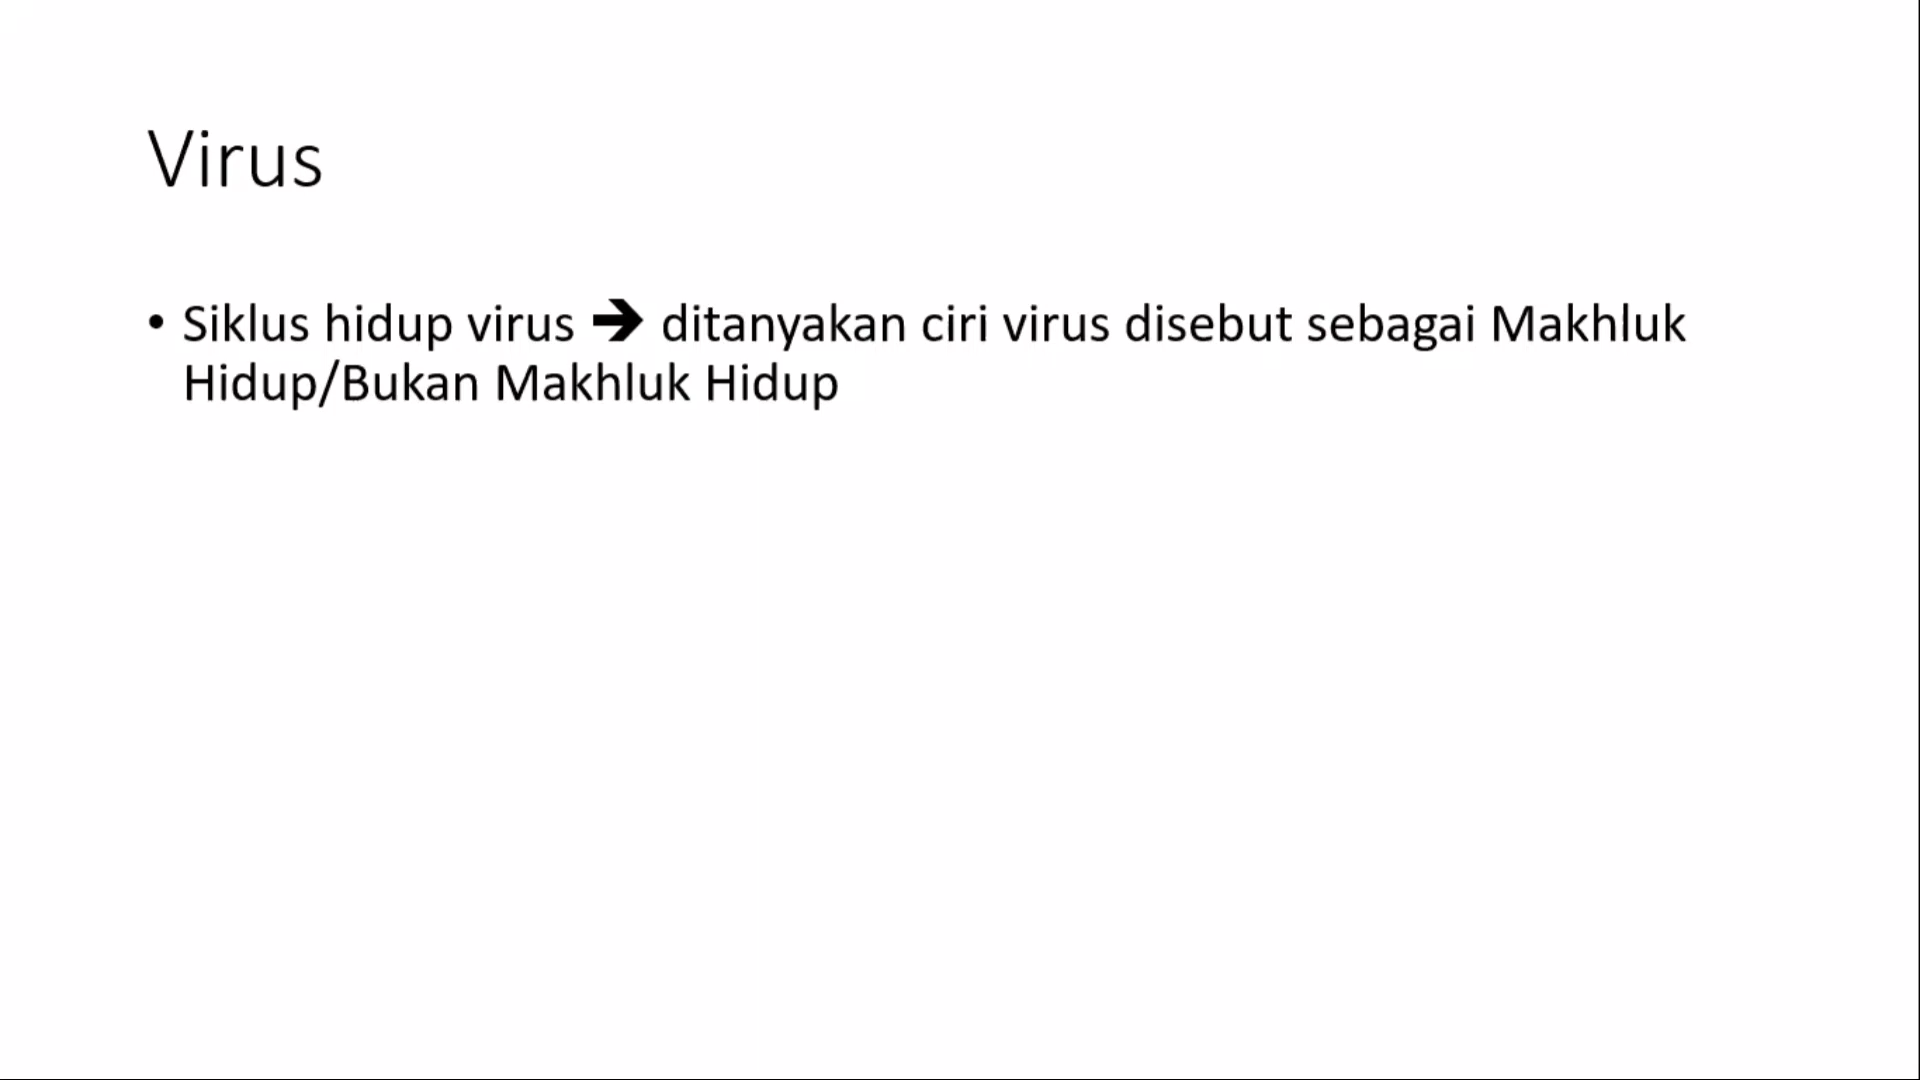 Virus
• Siklus hidup virus ➔ ditanyakan ciri virus disebut sebagai Makhluk
Hidup/Bukan Makhluk Hidup